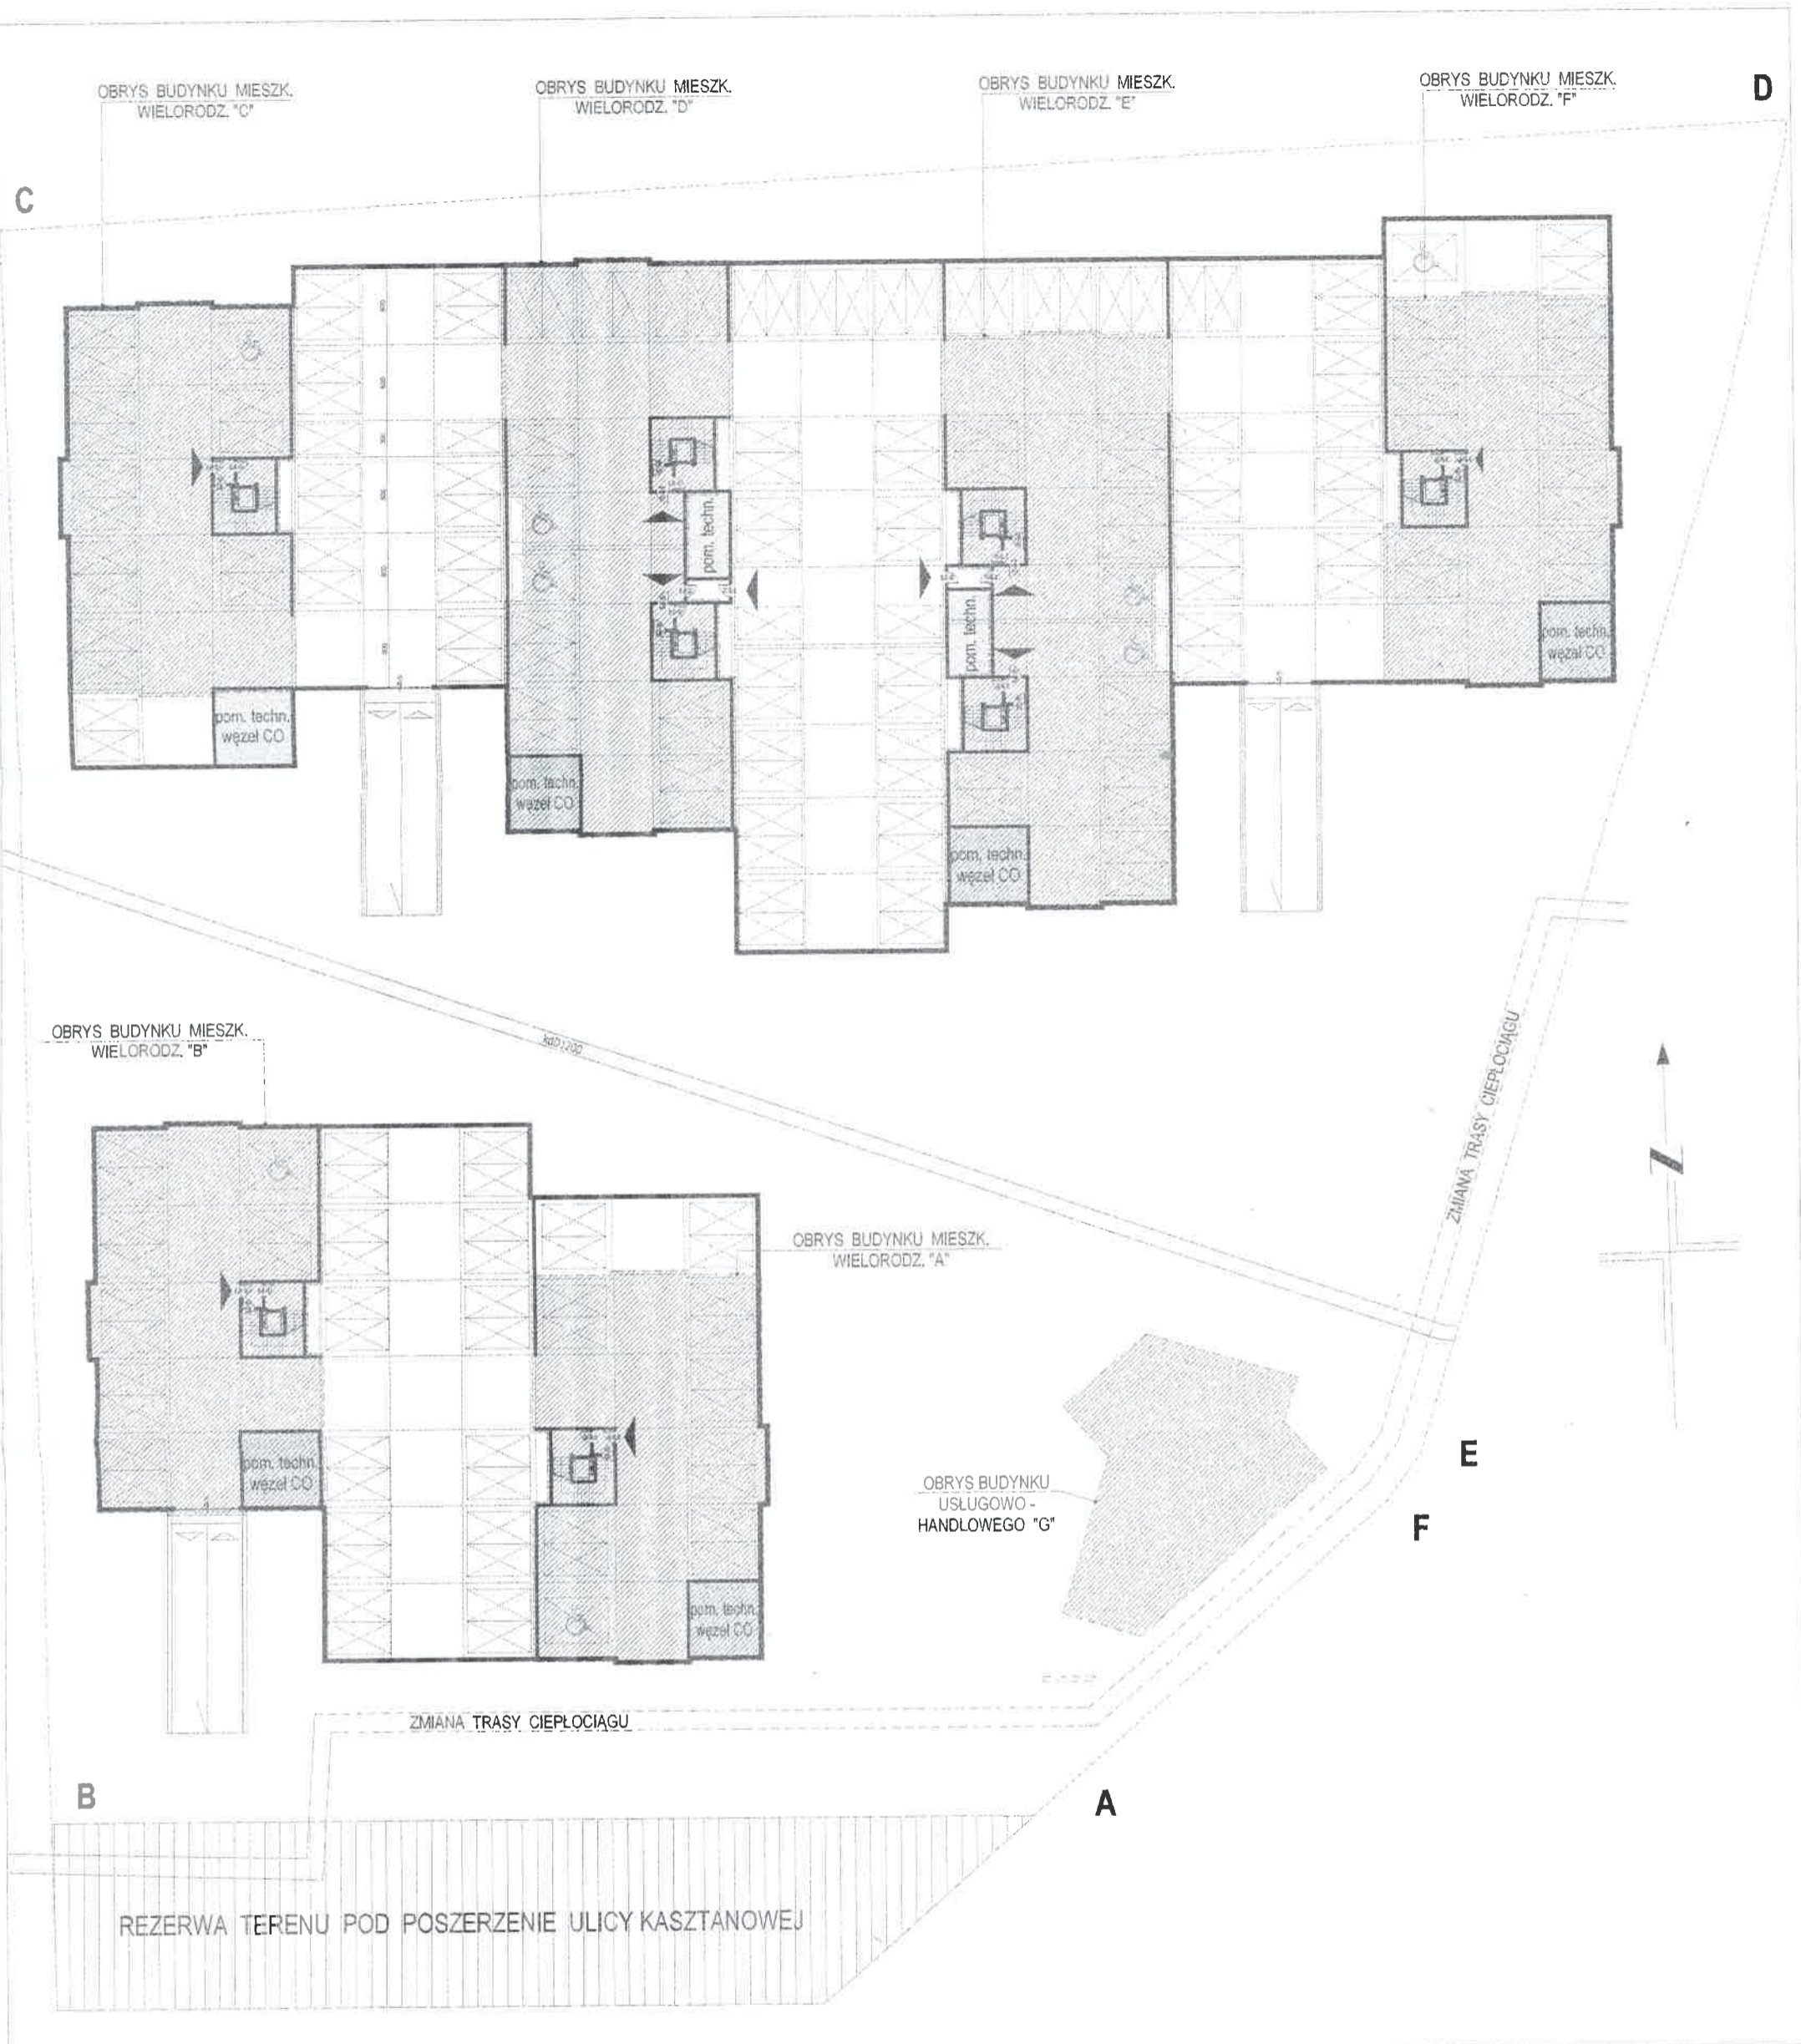 OBRYS BUDYNKU MIESZK.
WIELORODZ. "C"
OBRYS BUDYNKU MIESZK.
WIELORODZ. "D"
OBRYS BUDYNKU MIESZK.
WIELORODZ. "E"
OBRYS BUDYNKU MIESZK.
WIELORODZ. "F"
D
C
pom. techn.
pom. techn.
pom. techn.
węzeł CO
pom. techn.
węzeł CO
pom. techn.
węzeł CO
pom. techn.
węzeł CO
OBRYS BUDYNKU MIESZK.
WIELORODZ. "B"
kdD1200
ZMIANA TRASY CIEPŁOCIĄGU
Z
OBRYS BUDYNKU MIESZK.
WIELORODZ. "A"
pom. techn.
węzeł CO
OBRYS BUDYNKU
USŁUGOWO -
HANDLOWEGO "G"
E
F
pom. techn.
węzeł CO
ZMIANA TRASY CIEPŁOCIĄGU
B
A
REZERWA TERENU POD POSZERZENIE ULICY KASZTANOWEJ